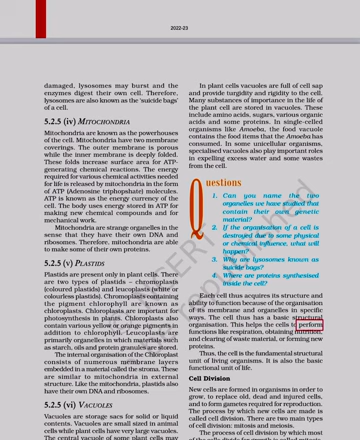 2022-23
damaged, lysosomes may burst and the
enzymes digest their own cell. Therefore,
lysosomes are also known as the 'suicide bags'
of a cell.
5.2.5 (iv) MITOCHONDRIA
Mitochondria are known as the powerhouses
of the cell. Mitochondria have two membrane
coverings. The outer membrane is porous
while the inner membrane is deeply folded.
These folds increase surface area for ATP-
generating chemical reactions. The energy
required for various chemical activities needed
for life is released by mitochondria in the form
of ATP (Adenosine triphosphate) molecules.
ATP is known as the energy currency of the
cell. The body uses energy stored in ATP for
making new chemical compounds and for
mechanical work.
Mitochondria are strange organelles in the
sense that they have their own DNA and
ribosomes. Therefore, mitochondria are able
to make some of their own proteins.
5.2.5 (v) PLASTIDS
Plastids are present only in plant cells. There
are two types of plastids – chromoplasts
(coloured plastids) and leucoplasts (white or
colourless plastids). Chromoplasts containing
the pigment chlorophyll are known as
chloroplasts. Chloroplasts are important for
photosynthesis in plants. Chloroplasts also
contain various yellow or orange pigments in
addition to chlorophyll. Leucoplasts are
primarily organelles in which materials such
as starch, oils and protein granules are stored.
The internal organisation of the Chloroplast
consists of numerous membrane layers
embedded in a material called the stroma. These
are similar to mitochondria in external
structure. Like the mitochondria, plastids also
have their own DNA and ribosomes.
5.2.5 (vi) VACUOLES
Vacuoles are storage sacs for solid or liquid
contents. Vacuoles are small sized in animal
cells while plant cells have very large vacuoles.
The central vacuole of some plant cells may
In plant cells vacuoles are full of cell sap
and provide turgidity and rigidity to the cell.
Many substances of importance in the life of
the plant cell are stored in vacuoles. These
include amino acids, sugars, various organic
acids and some proteins. In single-celled
organisms like Amoeba, the food vacuole
contains the food items that the Amoeba has
consumed. In some unicellular organisms,
specialised vacuoles also play important roles
in expelling excess water and some wastes
from the cell.
Questions
1. Can you name the two
organelles we have studied that
contain their own genetic
material?
2. If the organisation of a cell is
destroyed due to some physical
or chemical influence, what will
happen?
3. Why are lysosomes known as
suicide bags?
4. Where are proteins synthesised
inside the cell?
Each cell thus acquires its structure and
ability to function because of the organisation
of its membrane and organelles in specific
ways. The cell thus has a basic structural
organisation. This helps the cells to perform
functions like respiration, obtaining nutrition,
and clearing of waste material, or forming new
proteins.
Thus, the cell is the fundamental structural
unit of living organisms. It is also the basic
functional unit of life.
Cell Division
New cells are formed in organisms in order to
grow, to replace old, dead and injured cells,
and to form gametes required for reproduction.
The process by which new cells are made is
called cell division. There are two main types
of cell division: mitosis and meiosis.
The process of cell division by which most
of the cells divide for growth is called mitosis.